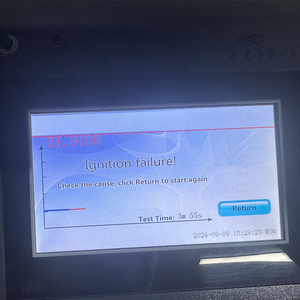 Ignition failure!
Check the cause, click Return to start again
Test Time: 3m 55s
Return
2024-09-09 15:29:29 MON